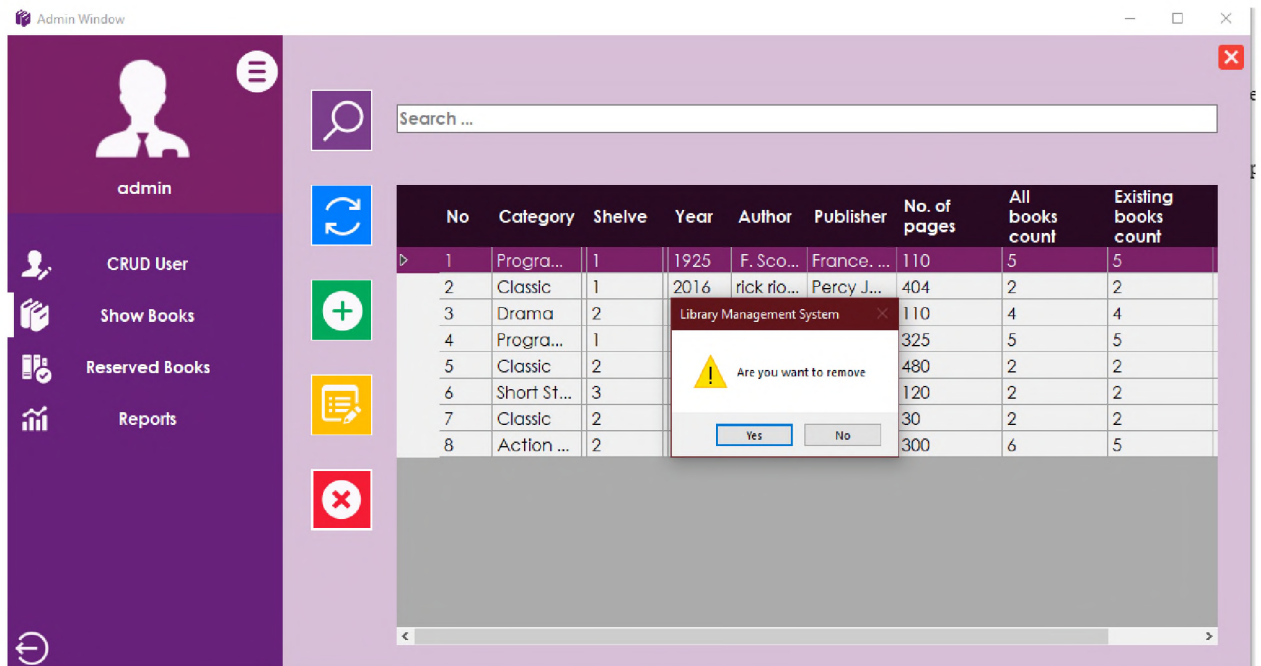 Admin Window
admin
CRUD User
Show Books
Reserved Books
Reports
Search ...
No Category Shelve Year Author Publisher No. of pages All books count Existing books count
1 Progra... 1 1925 F. Sco... France. ... 110 5 5
2 Classic 1 2016 rick rio... Percy J... 404 2 2
3 Drama 2 110 4 4
4 Progra... 1 325 5 5
5 Classic 2 480 2 2
6 Short St... 3 120 2 2
7 Classic 2 30 2 2
8 Action ... 2 300 6 5
Library Management System
Are you want to remove
Yes No